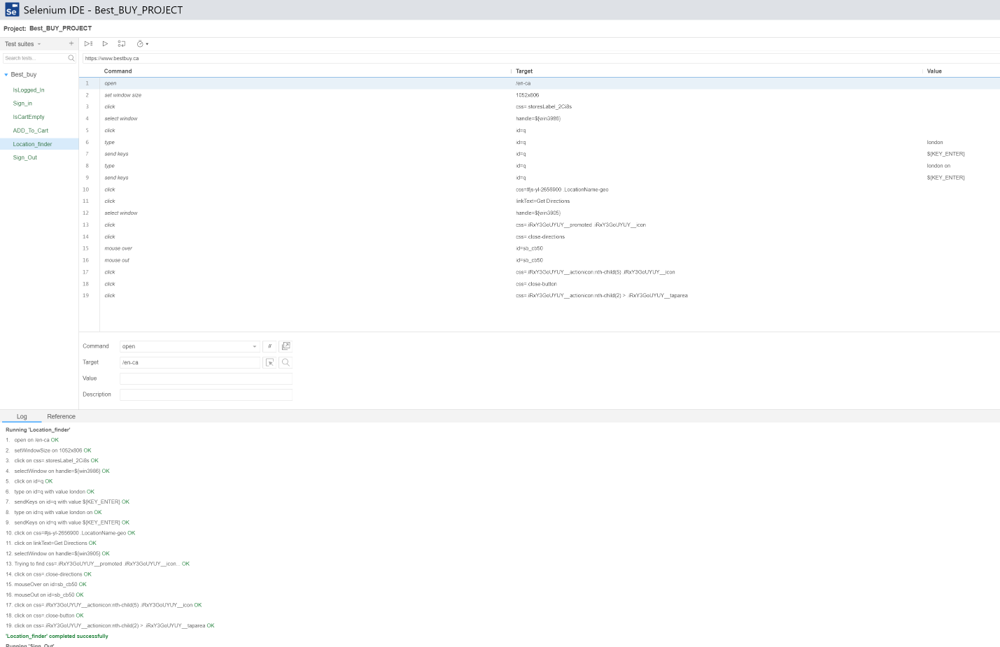 Se Selenium IDE - Best_BUY_PROJECT
Project: Best_BUY_PROJECT
Test suites +
Search tests...
https://www.bestbuy.ca
Best_buy
IsLogged_In
Sign_in
IsCartEmpty
ADD_To_Cart
Location_finder
Sign_Out
Command Target Value
1 open /en-ca
2 set window size 1052x806
3 click css=.storesLabel_2Ci8s
4 select window handle=${win3986}
5 click id=q
6 type id=q london
7 send keys id=q ${KEY_ENTER}
8 type id=q london on
9 send keys id=q ${KEY_ENTER}
10 click css=#js-yl-2656900 .LocationName-geo
11 click linkText=Get Directions
12 select window handle=${win3905}
13 click css=.iRxY3GoUYUY__promoted .iRxY3GoUYUY__icon
14 click css=.close-directions
15 mouse over id=sb_cb50
16 mouse out id=sb_cb50
17 click css=.iRxY3GoUYUY__actionicon:nth-child(5) .iRxY3GoUYUY__icon
18 click css=.close-button
19 click css=.iRxY3GoUYUY__actionicon:nth-child(2) > .iRxY3GoUYUY__taparea
Command open //
Target /en-ca
Value
Description
Log Reference
Running 'Location_finder'
1. open on /en-ca OK
2. setWindowSize on 1052x806 OK
3. click on css=.storesLabel_2Ci8s OK
4. selectWindow on handle=${win3986} OK
5. click on id=q OK
6. type on id=q with value london OK
7. sendKeys on id=q with value ${KEY_ENTER} OK
8. type on id=q with value london on OK
9. sendKeys on id=q with value ${KEY_ENTER} OK
10. click on css=#js-yl-2656900 .LocationName-geo OK
11. click on linkText=Get Directions OK
12. selectWindow on handle=${win3905} OK
13. Trying to find css=.iRxY3GoUYUY__promoted .iRxY3GoUYUY__icon... OK
14. click on css=.close-directions OK
15. mouseOver on id=sb_cb50 OK
16. mouseOut on id=sb_cb50 OK
17. click on css=.iRxY3GoUYUY__actionicon:nth-child(5) .iRxY3GoUYUY__icon OK
18. click on css=.close-button OK
19. click on css=.iRxY3GoUYUY__actionicon:nth-child(2) > .iRxY3GoUYUY__taparea OK
'Location_finder' completed successfully
Running 'Sign_Out'